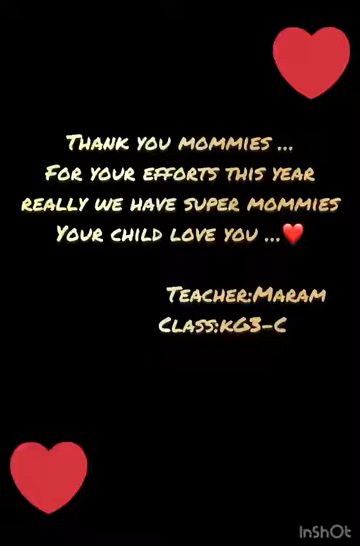 Thank you mommies ...
For your efforts this year
really we have super mommies
Your child love you ...❤️
Teacher:Maram
Class:kG3-C
InShOt